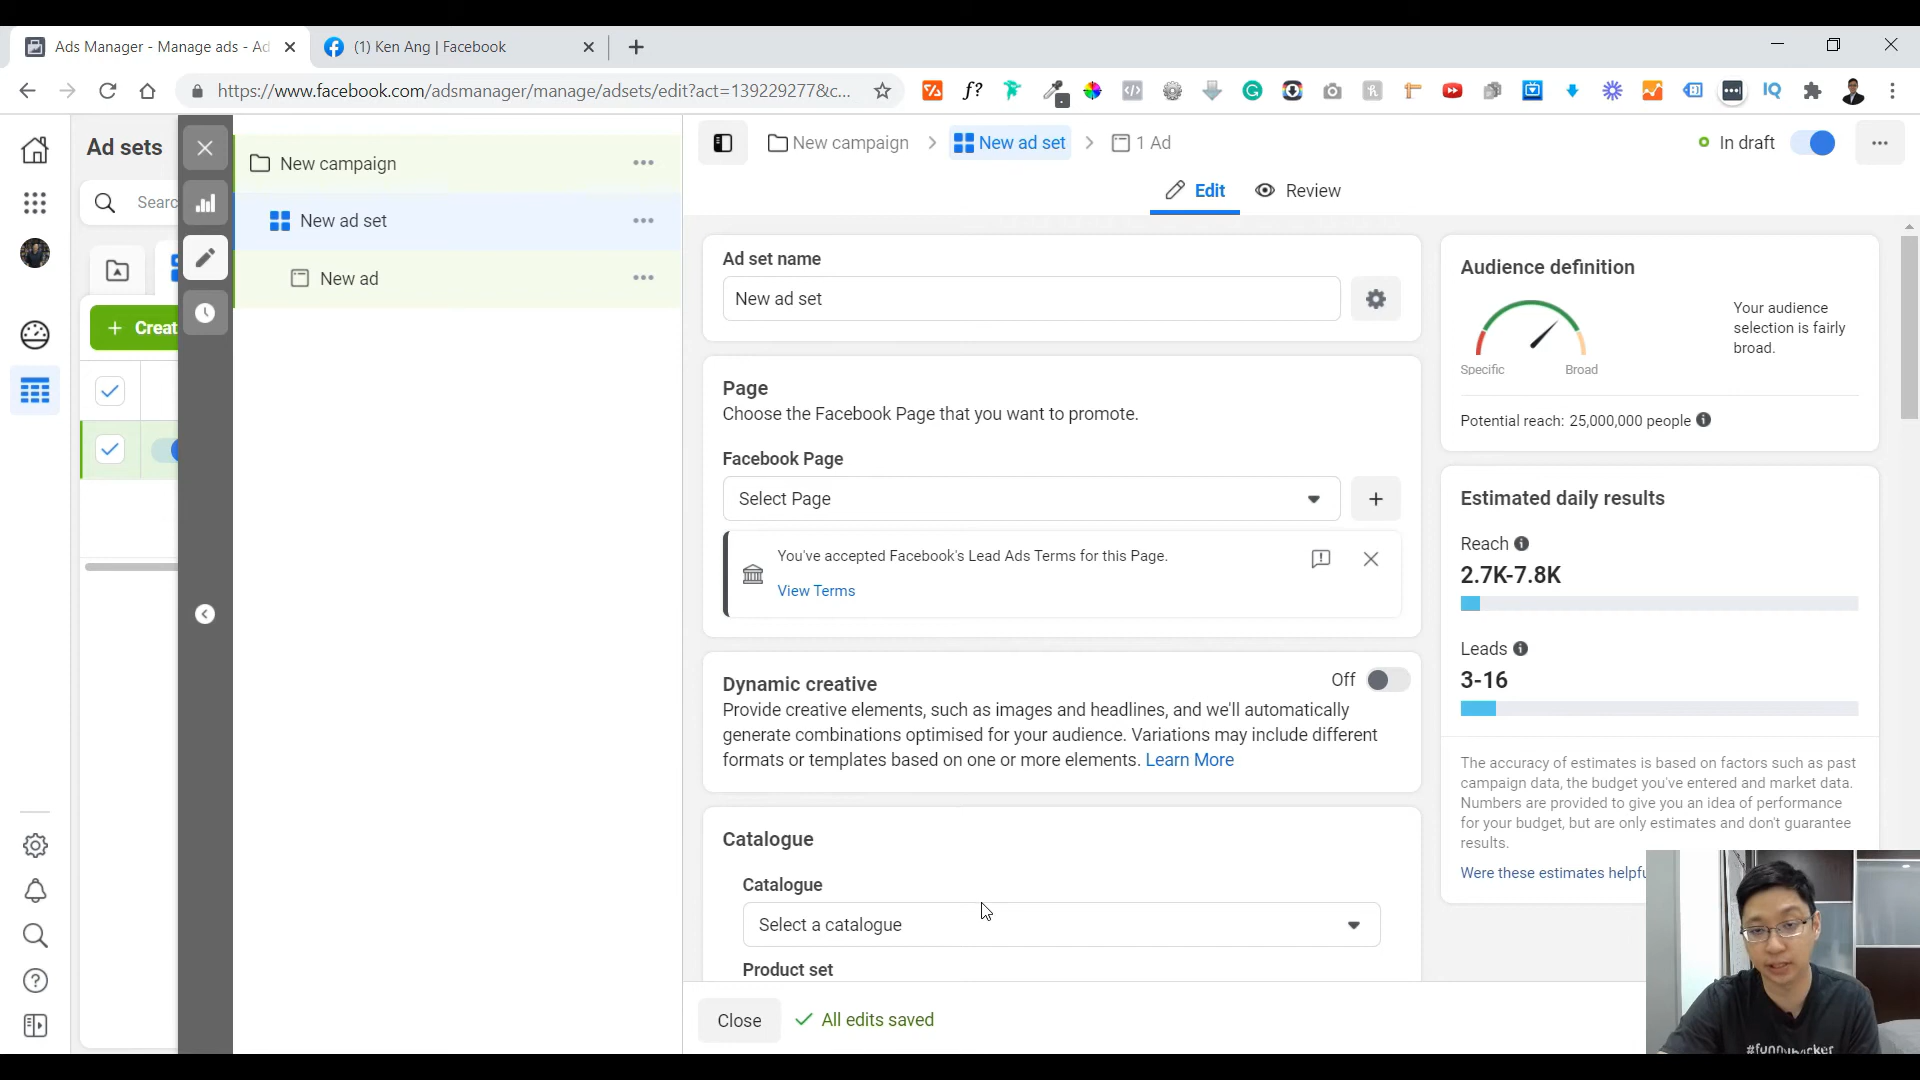 Ads Manager - Manage ads - Ad
(1) Ken Ang | Facebook
https://www.facebook.com/adsmanager/manage/adsets/edit?act=139229277&c...
f?
IQ
Ad sets
Searc
Creat
New campaign
New ad set
New ad
New campaign
New ad set
1 Ad
In draft
Edit
Review
Ad set name
New ad set
Page
Choose the Facebook Page that you want to promote.
Facebook Page
Select Page
You've accepted Facebook's Lead Ads Terms for this Page.
View Terms
Dynamic creative
Off
Provide creative elements, such as images and headlines, and we'll automatically
generate combinations optimised for your audience. Variations may include different
formats or templates based on one or more elements. Learn More
Catalogue
Catalogue
Select a catalogue
Product set
Close
All edits saved
Audience definition
Specific
Broad
Your audience
selection is fairly
broad.
Potential reach: 25,000,000 people
Estimated daily results
Reach
2.7K-7.8K
Leads
3-16
The accuracy of estimates is based on factors such as past
campaign data, the budget you've entered and market data.
Numbers are provided to give you an idea of performance
for your budget, but are only estimates and don't guarantee
results.
Were these estimates helpfu